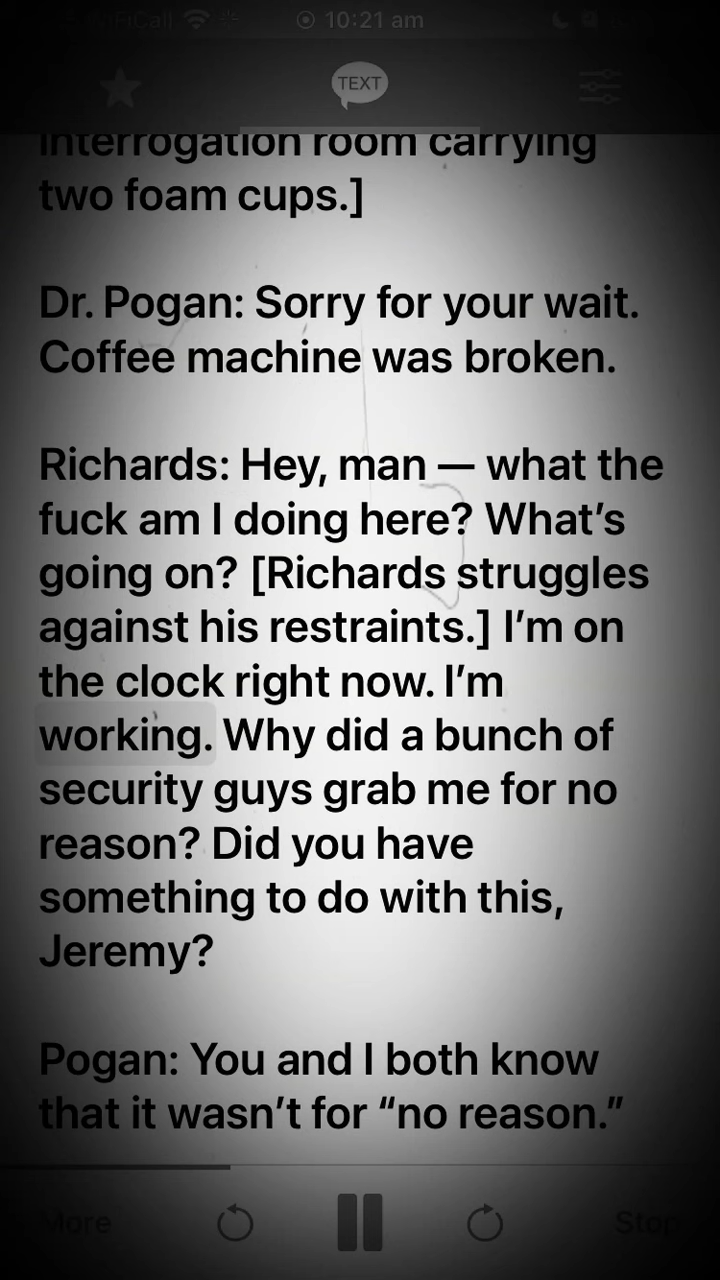 WiFiCall 10:21 am
TEXT
interrogation room carrying
two foam cups.]
Dr. Pogan: Sorry for your wait.
Coffee machine was broken.
Richards: Hey, man — what the
fuck am I doing here? What’s
going on? [Richards struggles
against his restraints.] I’m on
the clock right now. I’m
working. Why did a bunch of
security guys grab me for no
reason? Did you have
something to do with this,
Jeremy?
Pogan: You and I both know
that it wasn’t for “no reason.”
More Stop